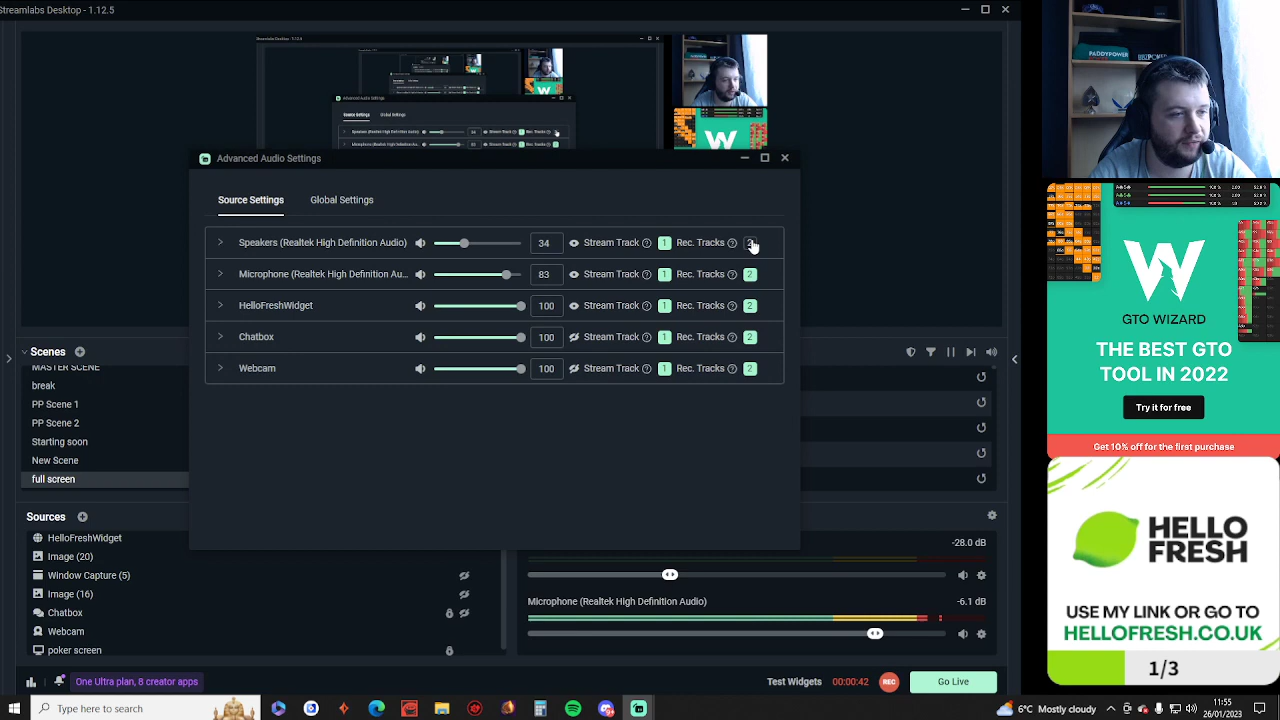 Streamlabs Desktop - 1.12.5
PADDYPOWER
Advanced Audio Settings
Source Settings
Global Settings
34
Stream Track
1
Rec. Tracks
2
Microphone (Realtek High Definition Au...
Stream Track
1
Rec. Tracks
2
HelloFreshWidget
100
Stream Track
1
Rec. Tracks
2
Chatbox
100
Stream Track
1
Rec. Tracks
2
Webcam
100
Stream Track
1
Rec. Tracks
2
Scenes
MASTER SCENE
break
PP Scene 1
PP Scene 2
Starting soon
New Scene
full screen
Sources
HelloFreshWidget
Image (20)
Window Capture (5)
Image (16)
Chatbox
Webcam
poker screen
-28.0 dB
Microphone (Realtek High Definition Audio)
-6.1 dB
One Ultra plan, 8 creator apps
Test Widgets
00:00:42
REC
Go Live
GTO WIZARD
THE BEST GTO
TOOL IN 2022
Try it for free
Get 10% off for the first purchase
HELLO
FRESH
USE MY LINK OR GO TO
HELLOFRESH.CO.UK
1/3
Type here to search
6°C Mostly cloudy
11:55
26/01/2023